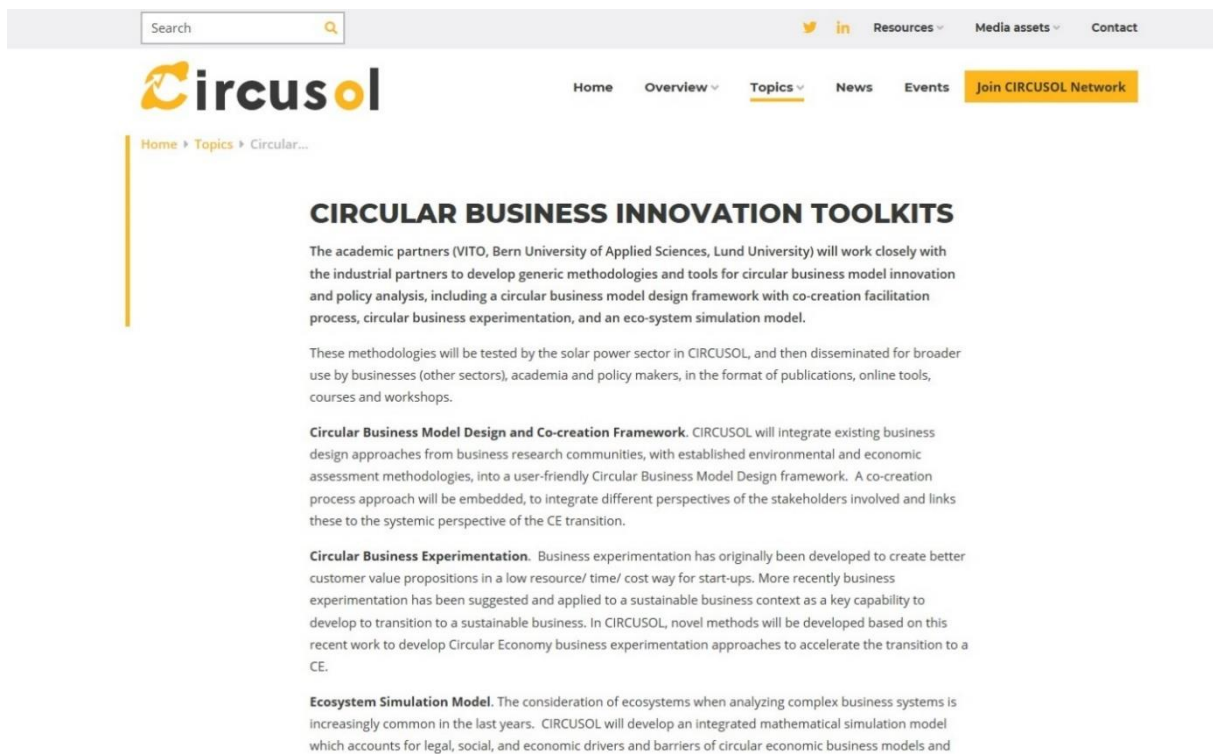 Search
in Resources Media assets Contact
Circusol
Home Overview Topics News Events Join CIRCUSOL Network
Home Topics Circular...
CIRCULAR BUSINESS INNOVATION TOOLKITS
The academic partners (VITO, Bern University of Applied Sciences, Lund University) will work closely with
the industrial partners to develop generic methodologies and tools for circular business model innovation
and policy analysis, including a circular business model design framework with co-creation facilitation
process, circular business experimentation, and an eco-system simulation model.
These methodologies will be tested by the solar power sector in CIRCUSOL, and then disseminated for broader
use by businesses (other sectors), academia and policy makers, in the format of publications, online tools,
courses and workshops.
Circular Business Model Design and Co-creation Framework. CIRCUSOL will integrate existing business
design approaches from business research communities, with established environmental and economic
assessment methodologies, into a user-friendly Circular Business Model Design framework. A co-creation
process approach will be embedded, to integrate different perspectives of the stakeholders involved and links
these to the systemic perspective of the CE transition.
Circular Business Experimentation. Business experimentation has originally been developed to create better
customer value propositions in a low resource/ time/ cost way for start-ups. More recently business
experimentation has been suggested and applied to a sustainable business context as a key capability to
develop to transition to a sustainable business. In CIRCUSOL, novel methods will be developed based on this
recent work to develop Circular Economy business experimentation approaches to accelerate the transition to a
CE.
Ecosystem Simulation Model. The consideration of ecosystems when analyzing complex business systems is
increasingly common in the last years. CIRCUSOL will develop an integrated mathematical simulation model
which accounts for legal, social, and economic drivers and barriers of circular economic business models and